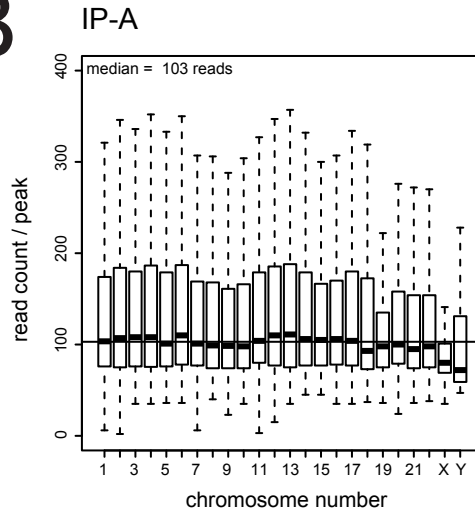 B
IP-A
median = 103 reads
read count / peak
400
300
200
100
0
1 3 5 7 9 11 13 15 17 19 21 X Y
chromosome number